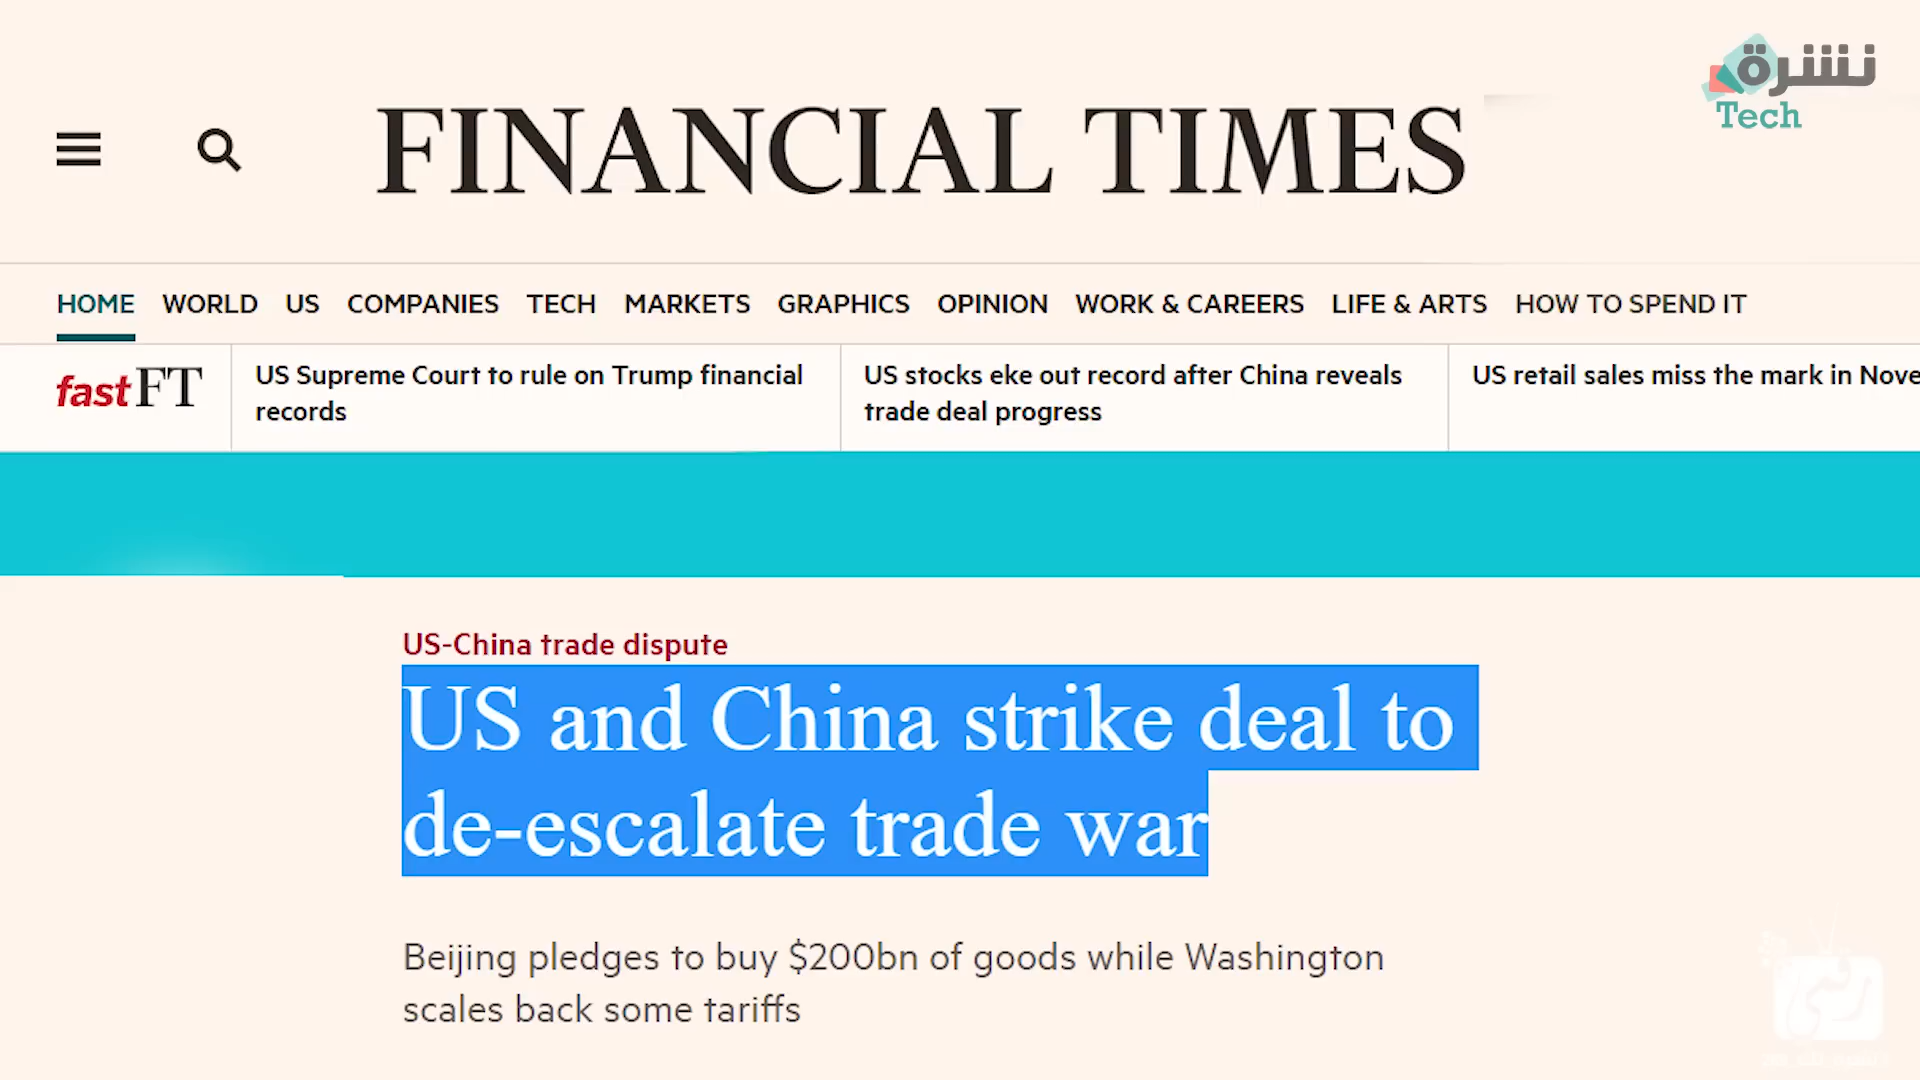 نشرة
Tech
FINANCIAL TIMES
HOME WORLD US COMPANIES TECH MARKETS GRAPHICS OPINION WORK & CAREERS LIFE & ARTS HOW TO SPEND IT
fastFT
US Supreme Court to rule on Trump financial
records
US stocks eke out record after China reveals
trade deal progress
US retail sales miss the mark in Nove
US-China trade dispute
US and China strike deal to
de-escalate trade war
Beijing pledges to buy $200bn of goods while Washington
scales back some tariffs